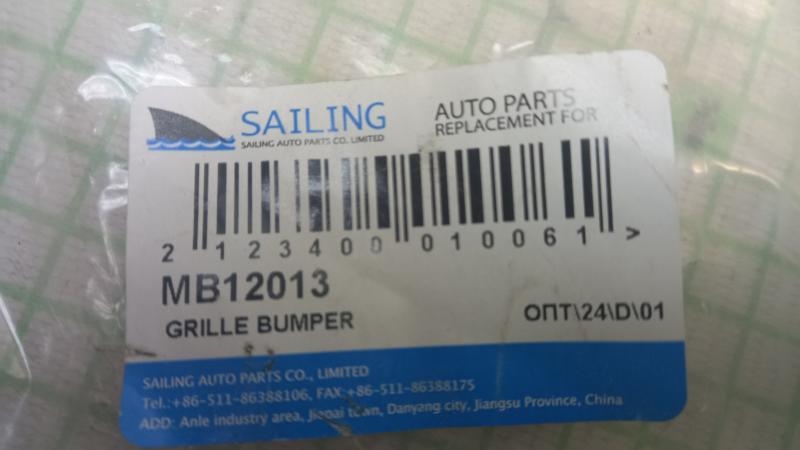 SAILING
SAILING AUTO PARTS CO., LIMITED
AUTO PARTS
REPLACEMENT FOR
2 123400 010061 >
MB12013
GRILLE BUMPER
ОПТ\24\D\01
SAILING AUTO PARTS CO., LIMITED
Tel.:+86-511-86388106, FAX:+86-511-86388175
ADD: Anle industry area, Jiepai town, Danyang city, Jiangsu Province, China